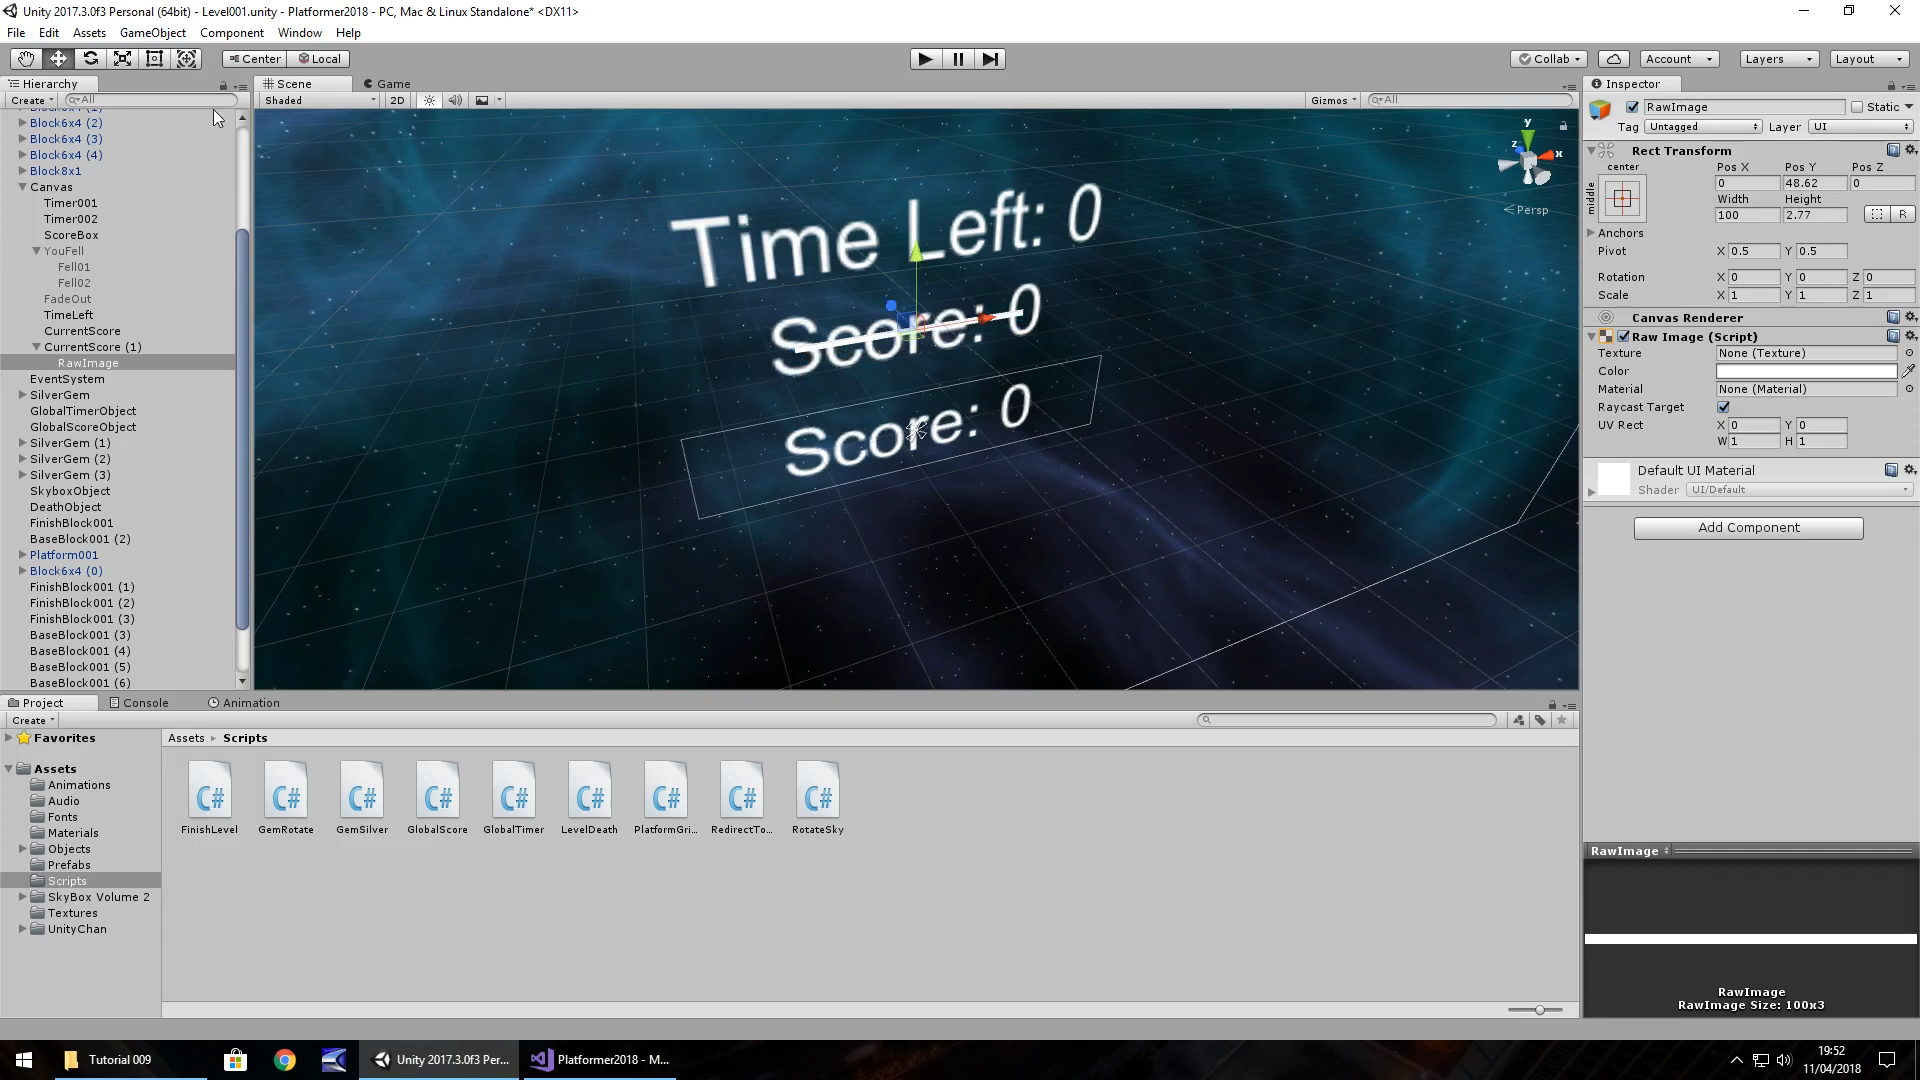 Unity 2017.3.0f3 Personal (64bit) - Level001.unity - Platformer2018 - PC, Mac & Linux Standalone* <DX11>
File Edit Assets GameObject Component Window Help
Center Local Collab Account Layers Layout
Hierarchy
Create All
Block6x4 (1)
Block6x4 (2)
Block6x4 (3)
Block6x4 (4)
Block8x1
Canvas
Timer001
Timer002
ScoreBox
YouFell
Fell01
Fell02
FadeOut
TimeLeft
CurrentScore
CurrentScore (1)
RawImage
EventSystem
SilverGem
GlobalTimerObject
GlobalScoreObject
SilverGem (1)
SilverGem (2)
SilverGem (3)
SkyboxObject
DeathObject
FinishBlock001
BaseBlock001 (2)
Platform001
Block6x4 (0)
FinishBlock001 (1)
FinishBlock001 (2)
FinishBlock001 (3)
BaseBlock001 (3)
BaseBlock001 (4)
BaseBlock001 (5)
BaseBlock001 (6)
Scene Game
Shaded 2D Gizmos All
Time Left: 0
Score: 0
Score: 0
y
z x
Persp
Inspector
RawImage Static
Tag Untagged Layer UI
Rect Transform
center Pos X Pos Y Pos Z
middle 0 48.62 0
Width Height
100 2.77 R
Anchors
Pivot X 0.5 Y 0.5
Rotation X 0 Y 0 Z 0
Scale X 1 Y 1 Z 1
Canvas Renderer
Raw Image (Script)
Texture None (Texture)
Color
Material None (Material)
Raycast Target
UV Rect X 0 Y 0
W 1 H 1
Default UI Material
Shader UI/Default
Add Component
RawImage
RawImage
RawImage Size: 100x3
Project Console Animation
Create
Favorites
Assets
Animations
Audio
Fonts
Materials
Objects
Prefabs
Scripts
SkyBox Volume 2
Textures
UnityChan
Assets Scripts
C# C# C# C# C# C# C# C# C#
FinishLevel GemRotate GemSilver GlobalScore GlobalTimer LevelDeath PlatformGri... RedirectTo... RotateSky
Tutorial 009 Unity 2017.3.0f3 Per... Platformer2018 - M...
19:52
11/04/2018